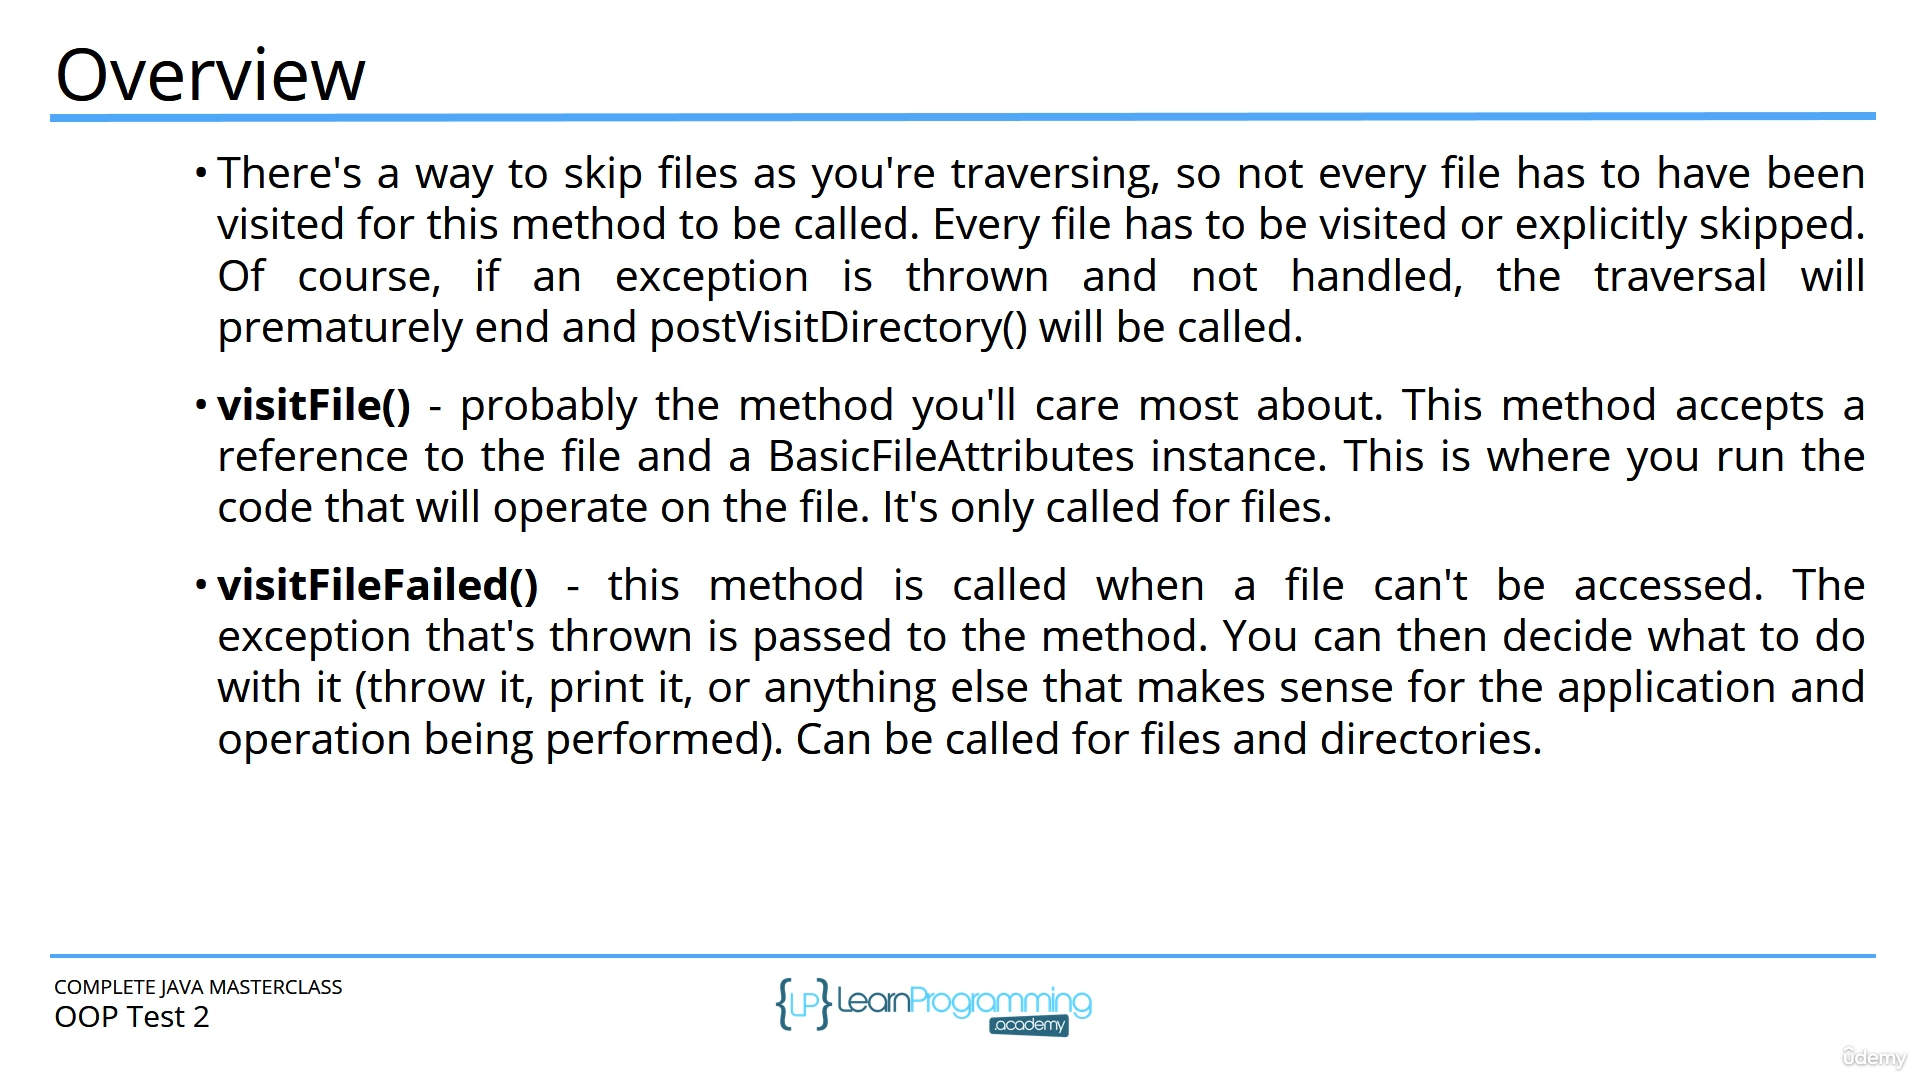 Overview
• There's a way to skip files as you're traversing, so not every file has to have been
visited for this method to be called. Every file has to be visited or explicitly skipped.
Of course, if an exception is thrown and not handled, the traversal will
prematurely end and postVisitDirectory() will be called.
• visitFile() - probably the method you'll care most about. This method accepts a
reference to the file and a BasicFileAttributes instance. This is where you run the
code that will operate on the file. It's only called for files.
• visitFileFailed() - this method is called when a file can't be accessed. The
exception that's thrown is passed to the method. You can then decide what to do
with it (throw it, print it, or anything else that makes sense for the application and
operation being performed). Can be called for files and directories.
COMPLETE JAVA MASTERCLASS
OOP Test 2
{LP} LearnProgramming
.academy
ûdemy